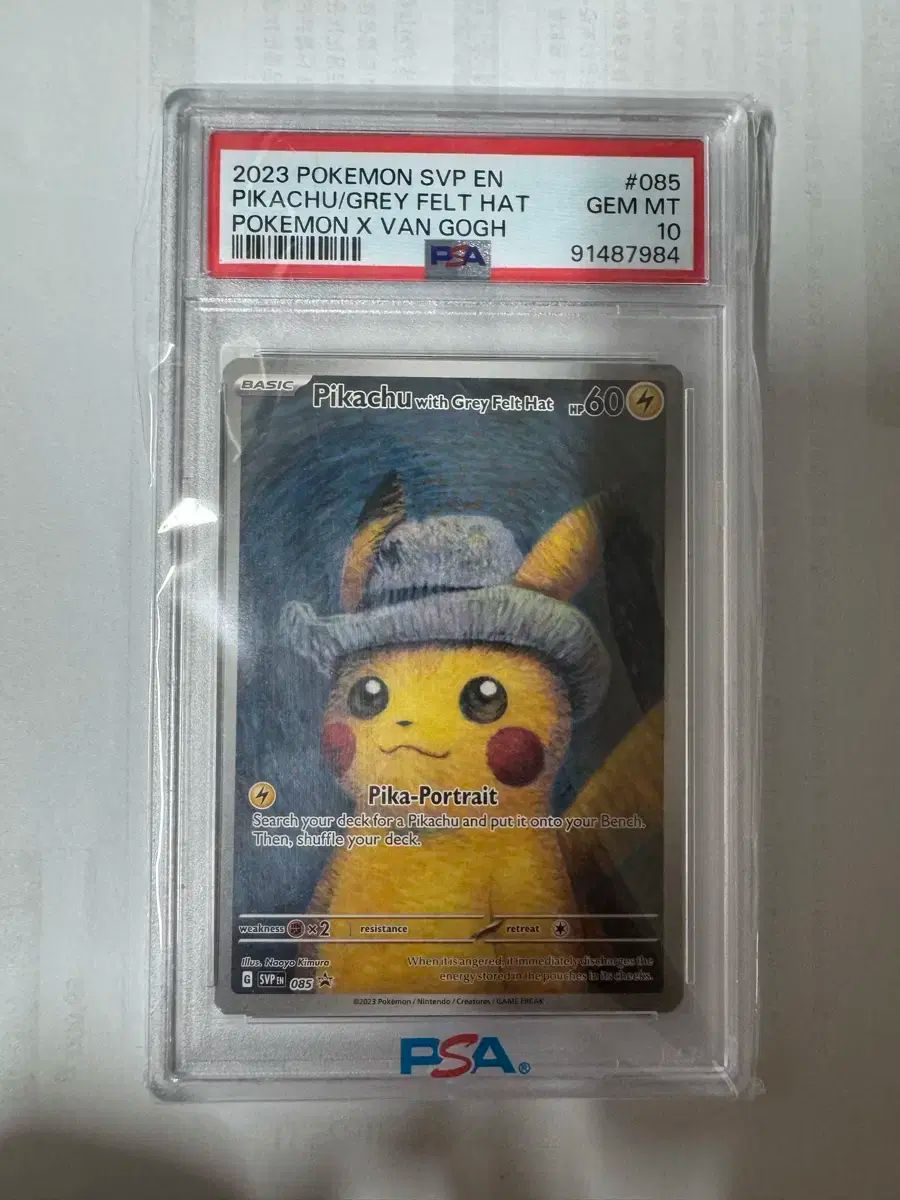 2023 POKEMON SVP EN #085
PIKACHU/GREY FELT HAT GEM MT
POKEMON X VAN GOGH 10
PSA 91487984
BASIC Pikachu with Grey Felt Hat HP 60
Pika-Portrait
Search your deck for a Pikachu and put it onto your Bench.
Then, shuffle your deck.
weakness ×2 resistance retreat
Illus. Naoyo Kimura
When it is angered, it immediately discharges the
energy stored in the pouches in its cheeks.
G SVP EN 085
©2023 Pokémon / Nintendo / Creatures / GAME FREAK
PSA®